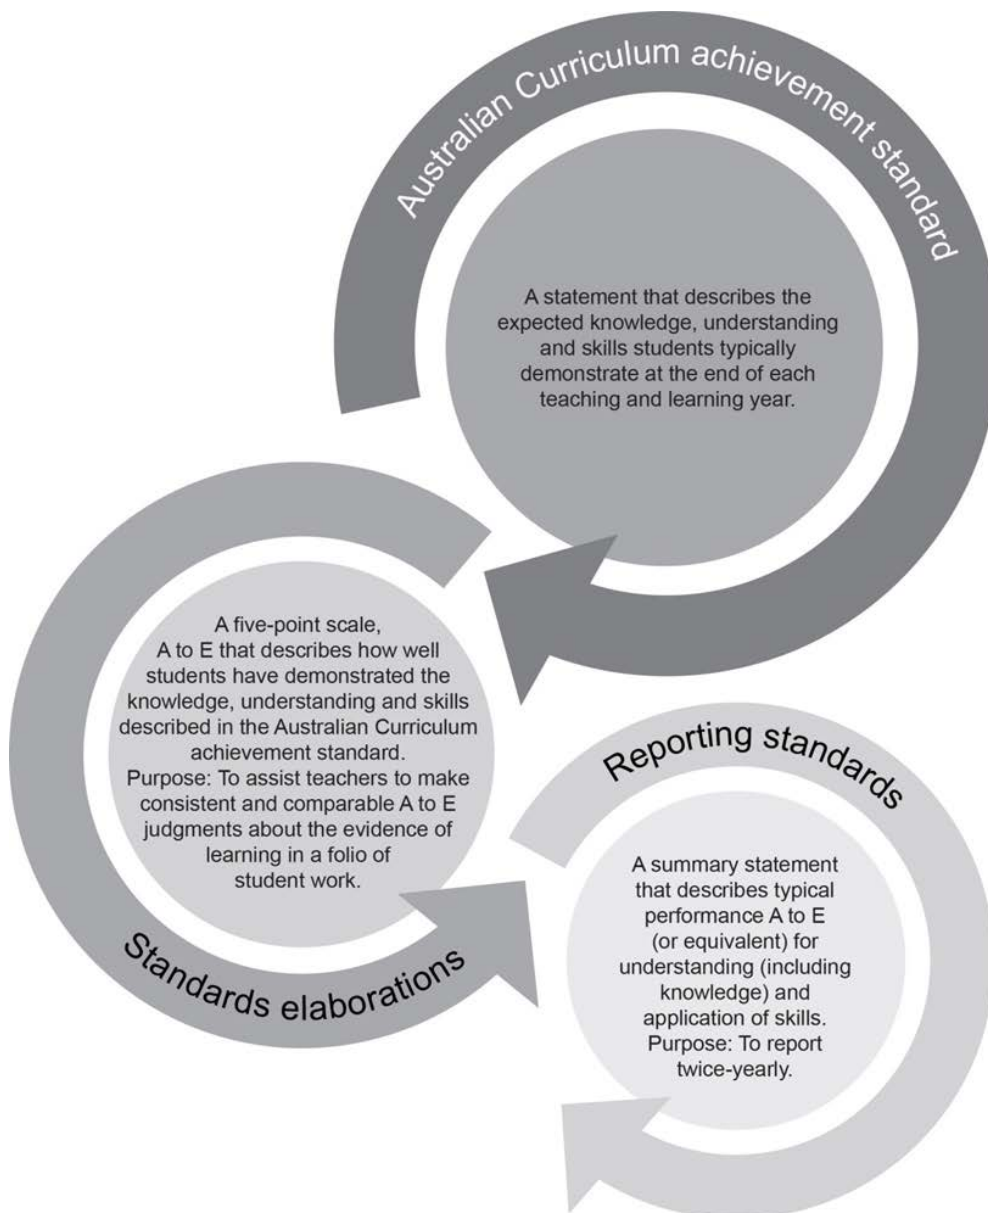 Australian Curriculum achievement standard
A statement that describes the
expected knowledge, understanding
and skills students typically
demonstrate at the end of each
teaching and learning year.
A five-point scale,
A to E that describes how well
students have demonstrated the
knowledge, understanding and skills
described in the Australian Curriculum
achievement standard.
Purpose: To assist teachers to make
consistent and comparable A to E
judgments about the evidence of
learning in a folio of
student work.
Standards elaborations
Reporting standards
A summary statement
that describes typical
performance A to E
(or equivalent) for
understanding (including
knowledge) and
application of skills.
Purpose: To report
twice-yearly.